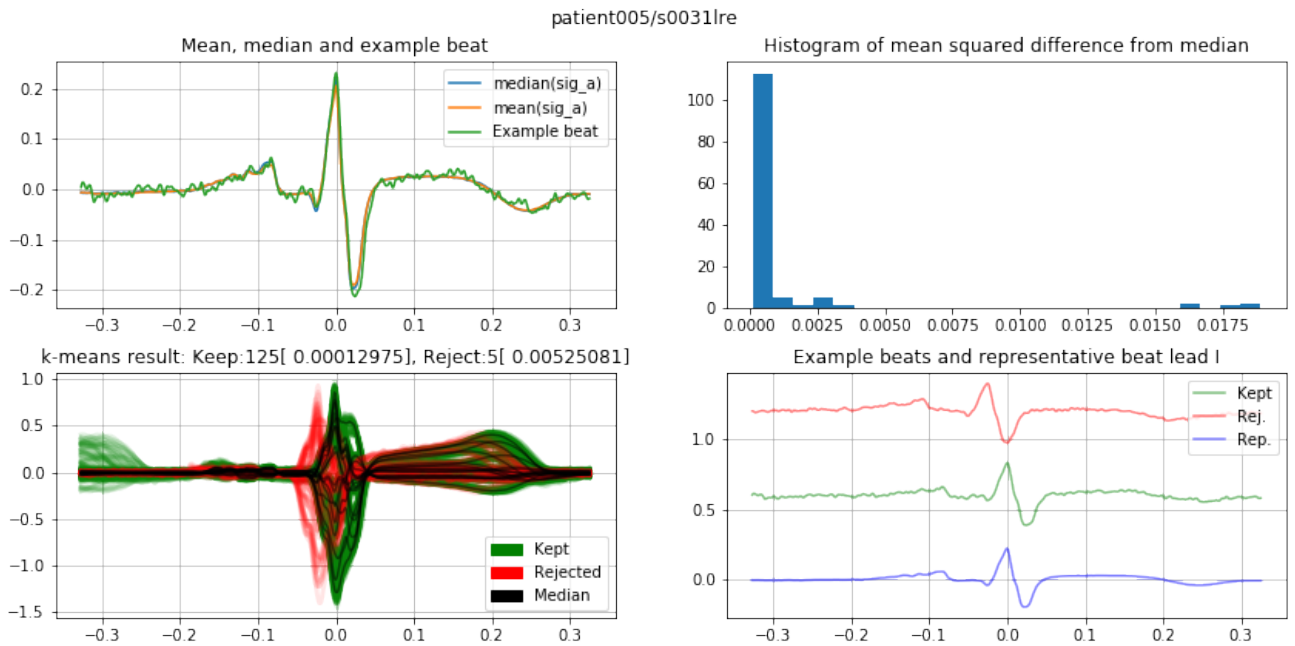 patient005/s0031lre
Mean, median and example beat
0.2
0.1
0.0
−0.1
−0.2
−0.3 −0.2 −0.1 0.0 0.1 0.2 0.3
median(sig_a)
mean(sig_a)
Example beat
Histogram of mean squared difference from median
100
80
60
40
20
0
0.0000 0.0025 0.0050 0.0075 0.0100 0.0125 0.0150 0.0175
k-means result: Keep:125[ 0.00012975], Reject:5[ 0.00525081]
1.0
0.5
0.0
−0.5
−1.0
−1.5
−0.3 −0.2 −0.1 0.0 0.1 0.2 0.3
Kept
Rejected
Median
Example beats and representative beat lead I
1.0
0.5
0.0
−0.3 −0.2 −0.1 0.0 0.1 0.2 0.3
Kept
Rej.
Rep.